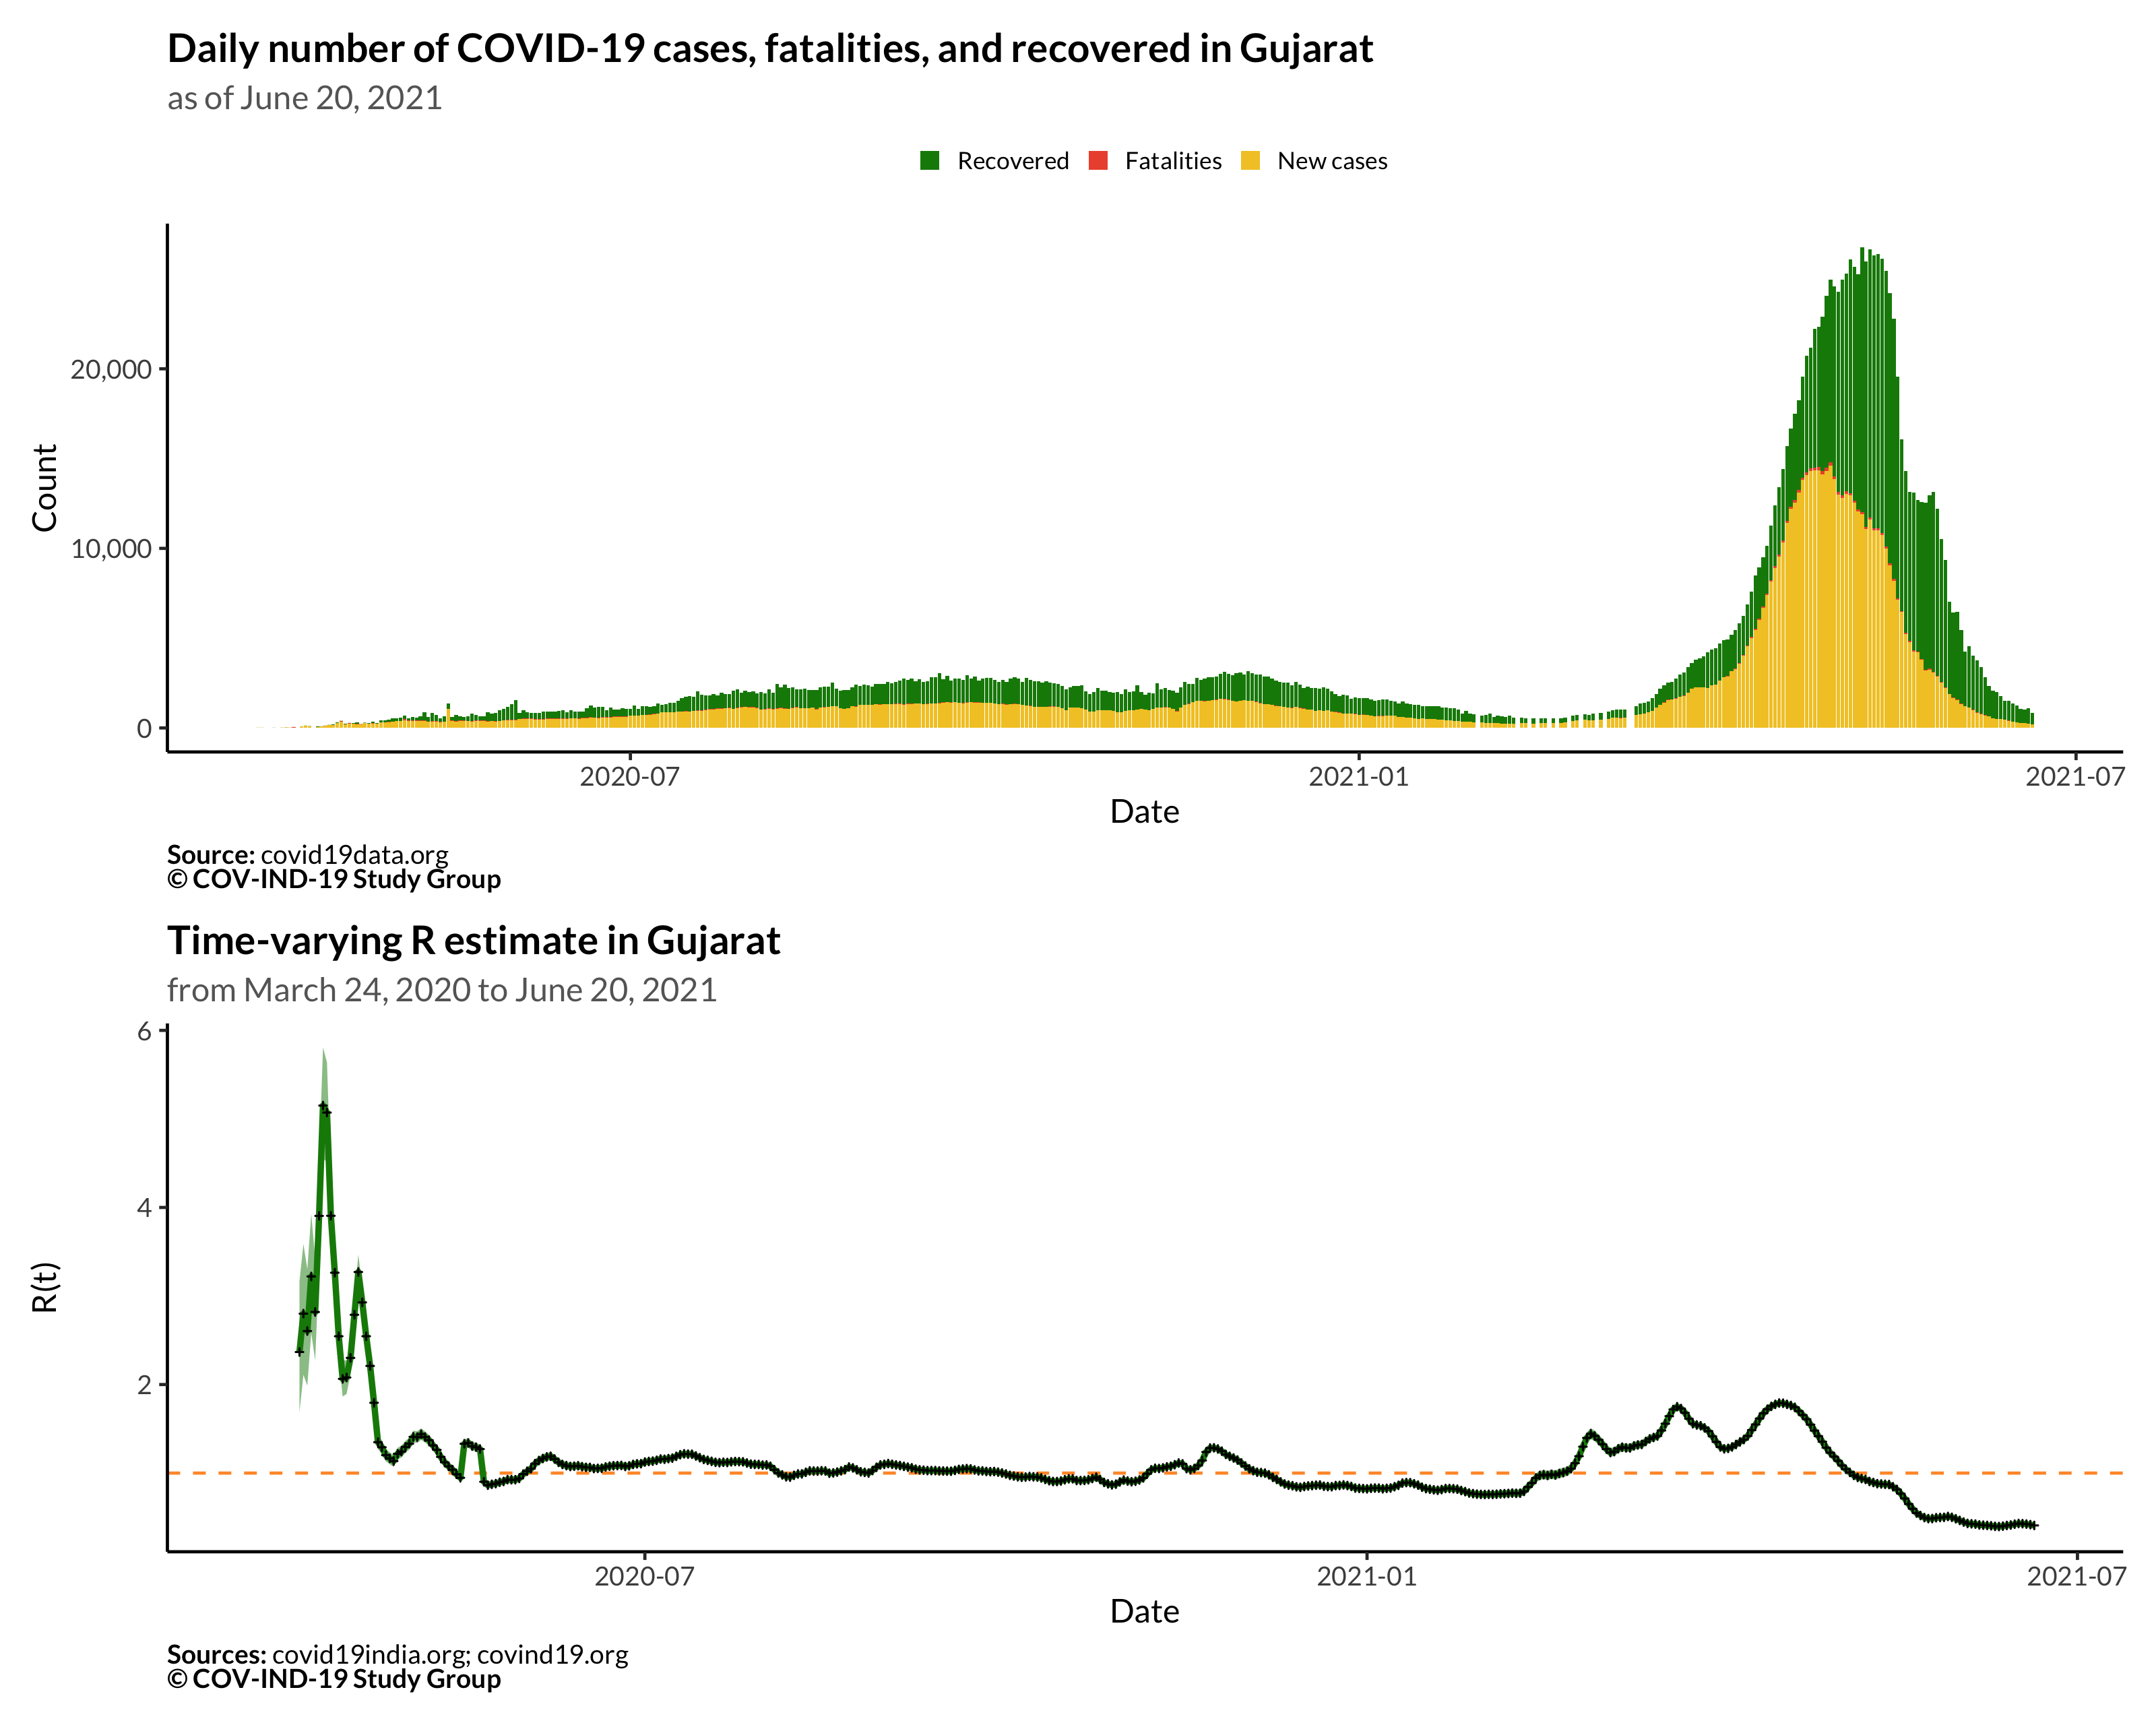 Daily number of COVID-19 cases, fatalities, and recovered in Gujarat
as of June 20, 2021
Recovered Fatalities New cases
Count
20,000
10,000
0
2020-07 2021-01 2021-07
Date
Source: covid19data.org
© COV-IND-19 Study Group
Time-varying R estimate in Gujarat
from March 24, 2020 to June 20, 2021
R(t)
6
4
2
2020-07 2021-01 2021-07
Date
Sources: covid19india.org; covind19.org
© COV-IND-19 Study Group